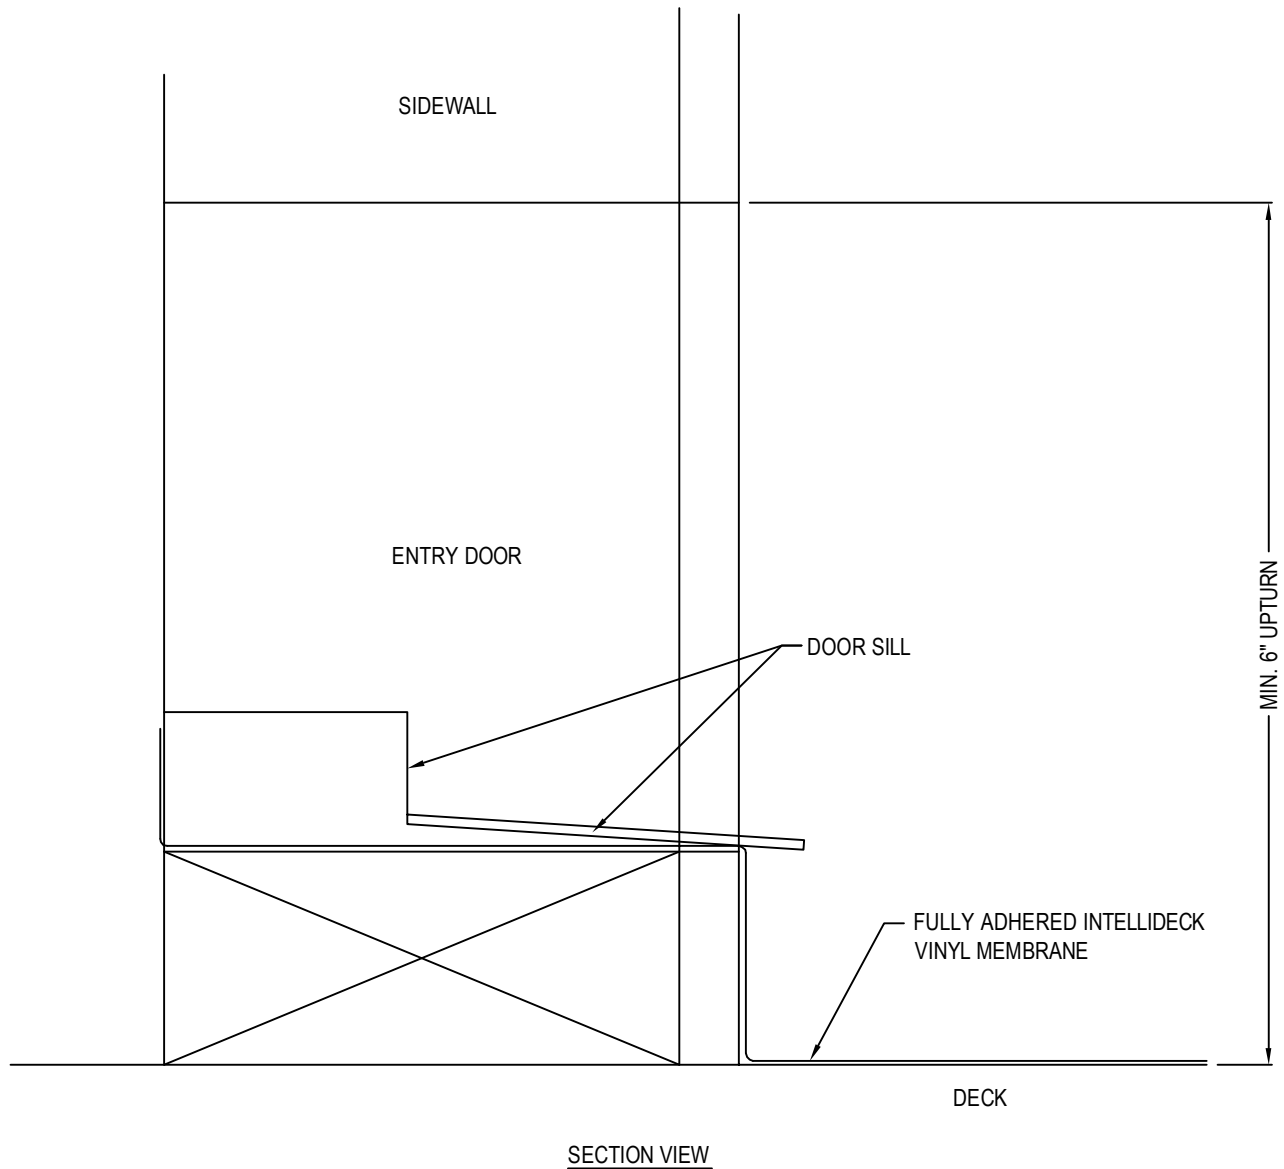 SIDEWALL
ENTRY DOOR
DOOR SILL
MIN. 6" UPTURN
FULLY ADHERED INTELLIDECK
VINYL MEMBRANE
DECK
SECTION VIEW